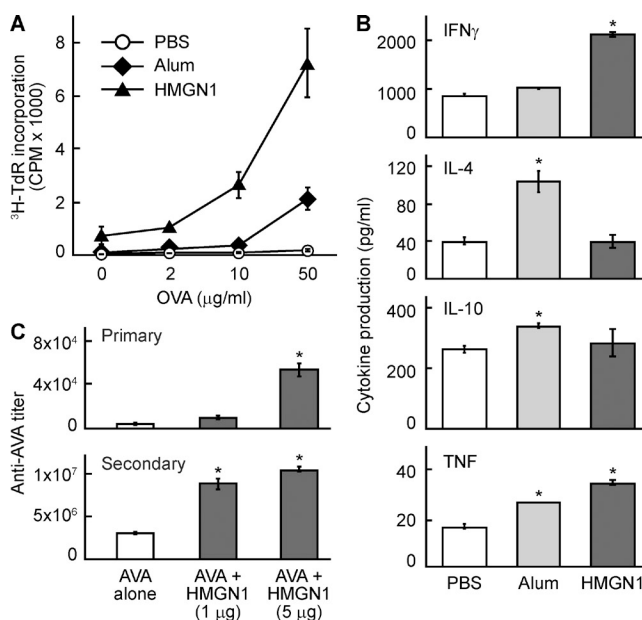 A
PBS
Alum
HMGN1
³H-TdR incorporation
(CPM x 1000)
8
6
4
2
0
0 2 10 50
OVA (μg/ml)
B
Cytokine production (pg/ml)
IFNγ
*
2000
1000
0
IL-4
*
120
80
40
0
IL-10
*
400
200
0
TNF
* *
40
20
0
PBS Alum HMGN1
C
Anti-AVA titer
Primary
*
8x10⁴
4x10⁴
0
Secondary
* *
1x10⁷
5x10⁶
0
AVA alone
AVA + HMGN1 (1 μg)
AVA + HMGN1 (5 μg)